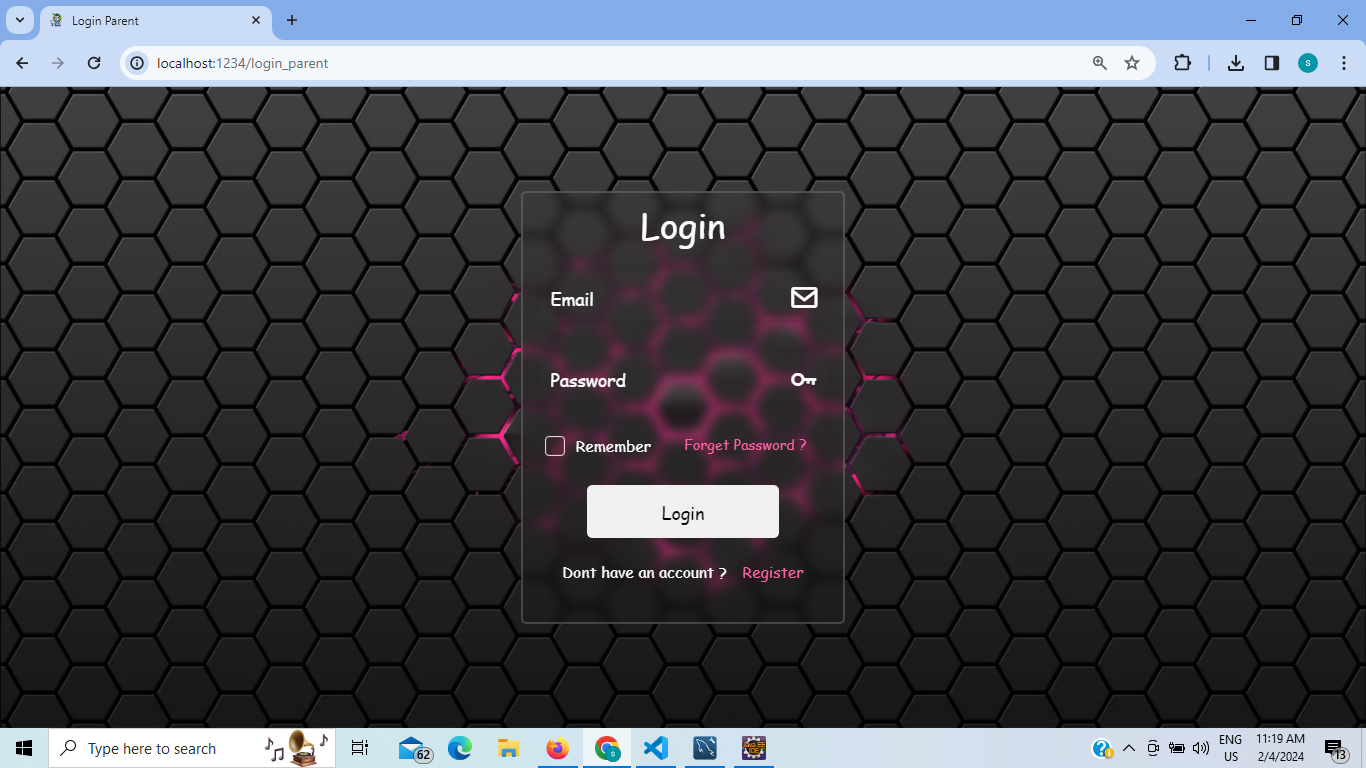 Login Parent
localhost:1234/login_parent
s
Login
Email
Password
Remember
Forget Password ?
Login
Dont have an account ?
Register
Type here to search
62
S
ENG
US
11:19 AM
2/4/2024
13